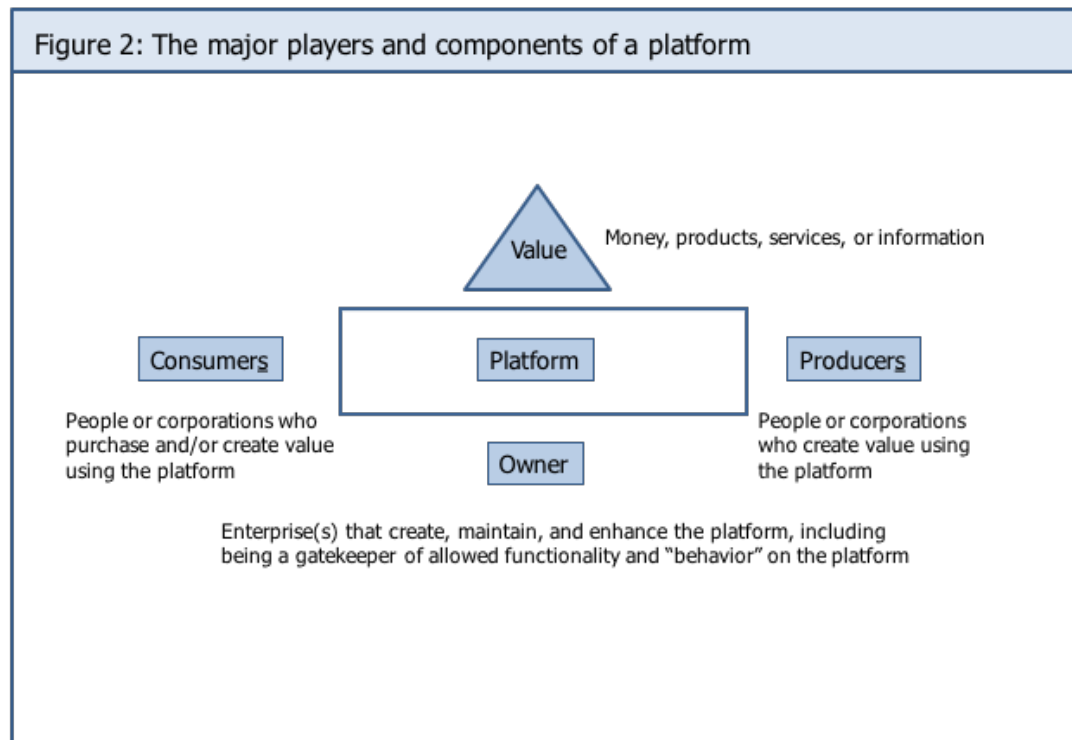 Figure 2: The major players and components of a platform
Value
Money, products, services, or information
Consumers
Platform
Producers
People or corporations who
purchase and/or create value
using the platform
People or corporations
who create value using
the platform
Owner
Enterprise(s) that create, maintain, and enhance the platform, including
being a gatekeeper of allowed functionality and “behavior” on the platform